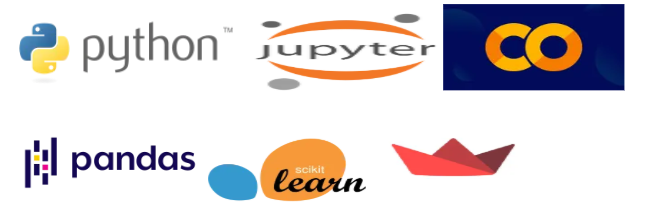 python™
jupyter
CO
pandas
scikit
learn